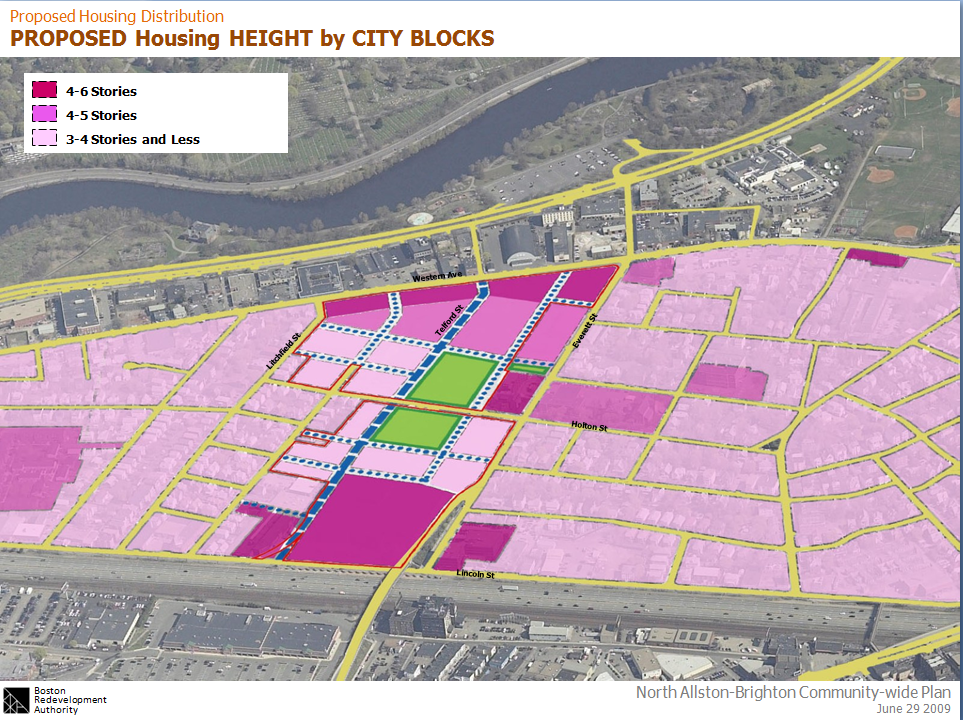 Proposed Housing Distribution
PROPOSED Housing HEIGHT by CITY BLOCKS
4-6 Stories
4-5 Stories
3-4 Stories and Less
Western Ave
Telford St
Litchfield St
Everett St
Holton St
Lincoln St
Boston
Redevelopment
Authority
North Allston-Brighton Community-wide Plan
June 29 2009